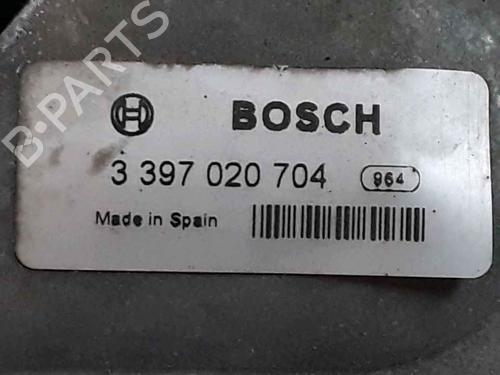 B-PARTS
BOSCH
3 397 020 704 964
Made in Spain